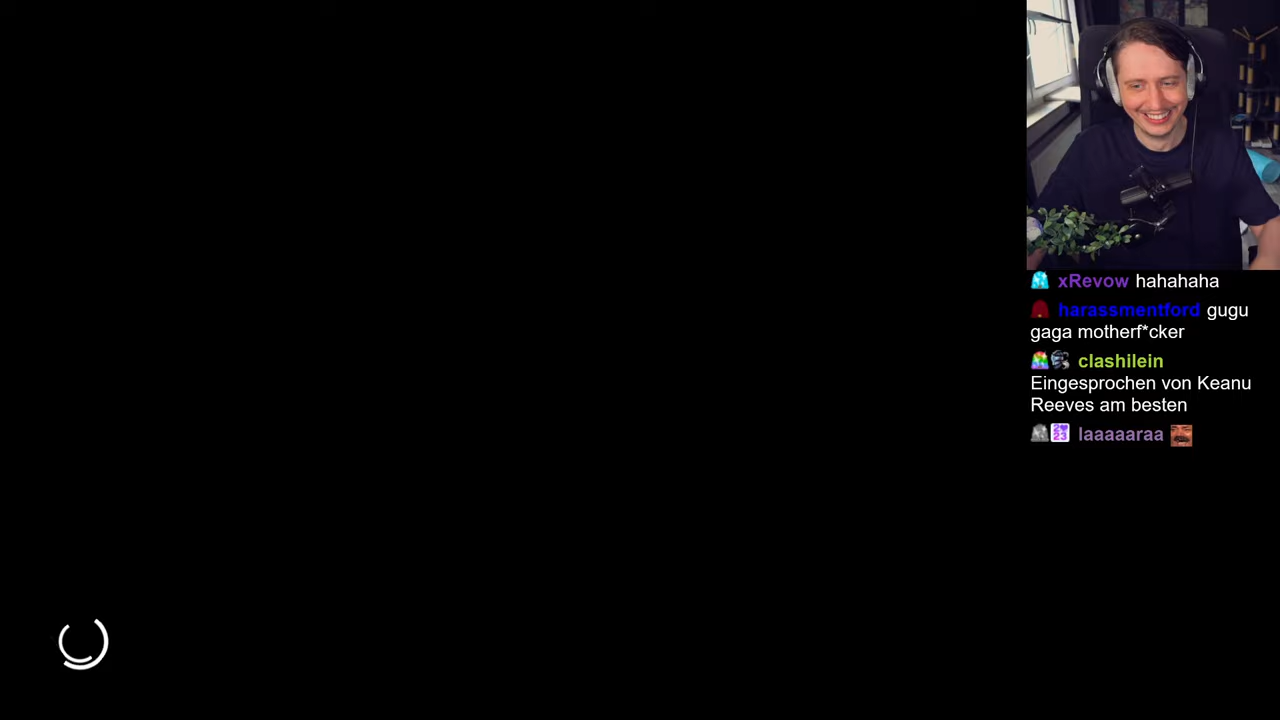 xRevow hahahaha
harassmentford gugu
gaga motherf*cker
clashilein
Eingesprochen von Keanu
Reeves am besten
laaaaaraa